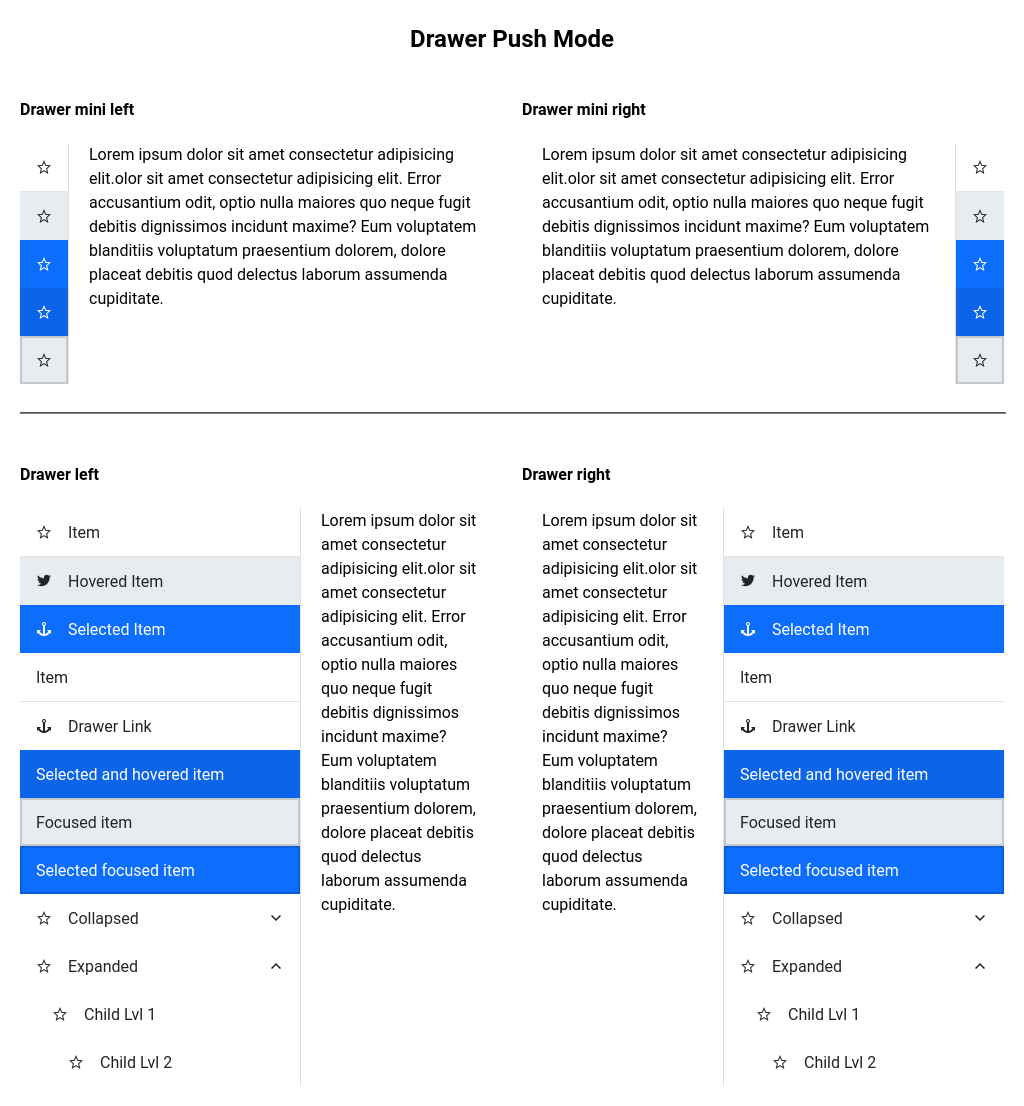 Drawer Push Mode
Drawer mini left
Lorem ipsum dolor sit amet consectetur adipisicing
elit.olor sit amet consectetur adipisicing elit. Error
accusantium odit, optio nulla maiores quo neque fugit
debitis dignissimos incidunt maxime? Eum voluptatem
blanditiis voluptatum praesentium dolorem, dolore
placeat debitis quod delectus laborum assumenda
cupiditate.
Drawer mini right
Lorem ipsum dolor sit amet consectetur adipisicing
elit.olor sit amet consectetur adipisicing elit. Error
accusantium odit, optio nulla maiores quo neque fugit
debitis dignissimos incidunt maxime? Eum voluptatem
blanditiis voluptatum praesentium dolorem, dolore
placeat debitis quod delectus laborum assumenda
cupiditate.
Drawer left
Item
Hovered Item
Selected Item
Item
Drawer Link
Selected and hovered item
Focused item
Selected focused item
Collapsed
Expanded
Child Lvl 1
Child Lvl 2
Lorem ipsum dolor sit
amet consectetur
adipisicing elit.olor sit
amet consectetur
adipisicing elit. Error
accusantium odit,
optio nulla maiores
quo neque fugit
debitis dignissimos
incidunt maxime?
Eum voluptatem
blanditiis voluptatum
praesentium dolorem,
dolore placeat debitis
quod delectus
laborum assumenda
cupiditate.
Drawer right
Lorem ipsum dolor sit
amet consectetur
adipisicing elit.olor sit
amet consectetur
adipisicing elit. Error
accusantium odit,
optio nulla maiores
quo neque fugit
debitis dignissimos
incidunt maxime?
Eum voluptatem
blanditiis voluptatum
praesentium dolorem,
dolore placeat debitis
quod delectus
laborum assumenda
cupiditate.
Item
Hovered Item
Selected Item
Item
Drawer Link
Selected and hovered item
Focused item
Selected focused item
Collapsed
Expanded
Child Lvl 1
Child Lvl 2